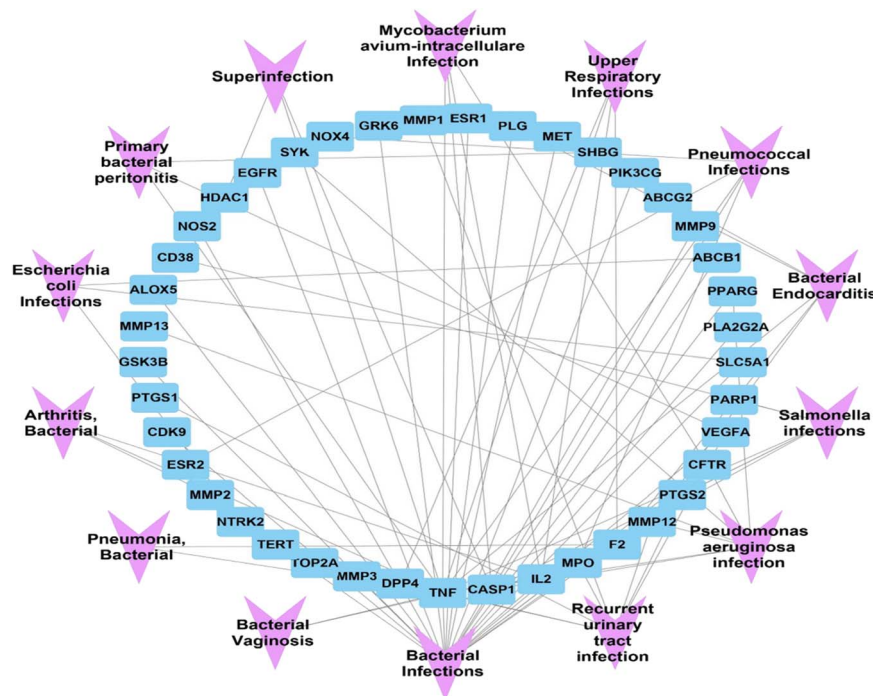 Mycobacterium
avium-intracellulare
Infection
Upper
Respiratory
Infections
Superinfection
Primary
bacterial
peritonitis
Pneumococcal
Infections
Escherichia
coli
Infections
Bacterial
Endocarditis
Arthritis,
Bacterial
Salmonella
infections
Pneumonia,
Bacterial
Pseudomonas
aeruginosa
infection
Bacterial
Vaginosis
Bacterial
Infections
Recurrent
urinary
tract
infection
ESR1
PLG
MET
SHBG
PIK3CG
ABCG2
MMP9
ABCB1
PPARG
PLA2G2A
SLC5A1
PARP1
VEGFA
CFTR
PTGS2
MMP12
F2
MPO
IL2
CASP1
TNF
DPP4
MMP3
TOP2A
TERT
NTRK2
MMP2
ESR2
CDK9
PTGS1
GSK3B
MMP13
ALOX5
CD38
NOS2
HDAC1
EGFR
SYK
NOX4
GRK6
MMP1